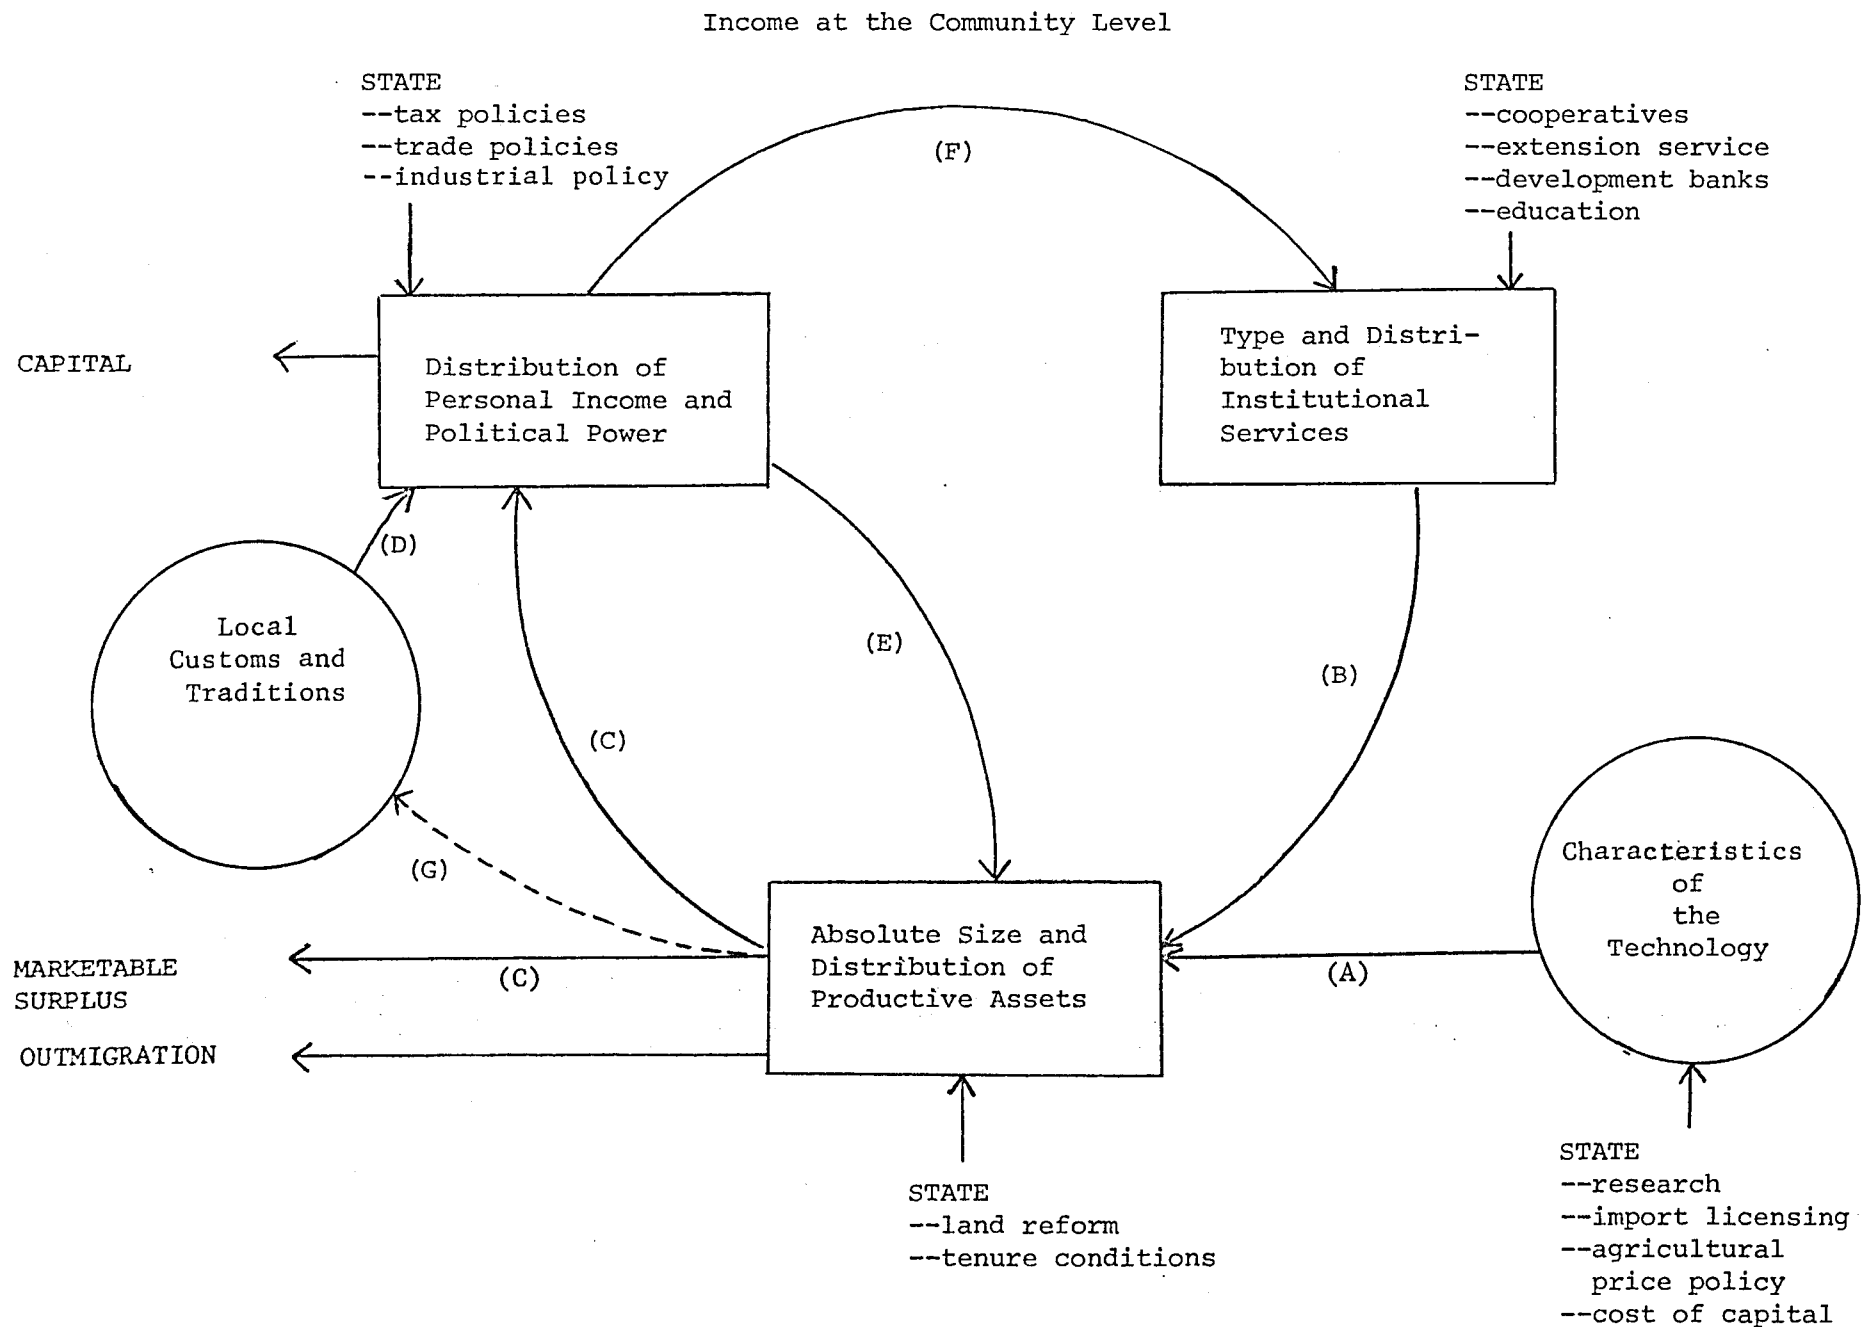 Income at the Community Level
STATE
--tax policies
--trade policies
--industrial policy
STATE
--cooperatives
--extension service
--development banks
--education
(F)
CAPITAL
Distribution of
Personal Income and
Political Power
Type and Distri-
bution of
Institutional
Services
(D)
Local
Customs and
Traditions
(E)
(B)
(C)
(G)
Characteristics
of
the
Technology
Absolute Size and
Distribution of
Productive Assets
MARKETABLE
SURPLUS
(C)
(A)
OUTMIGRATION
STATE
--land reform
--tenure conditions
STATE
--research
--import licensing
--agricultural
price policy
--cost of capital